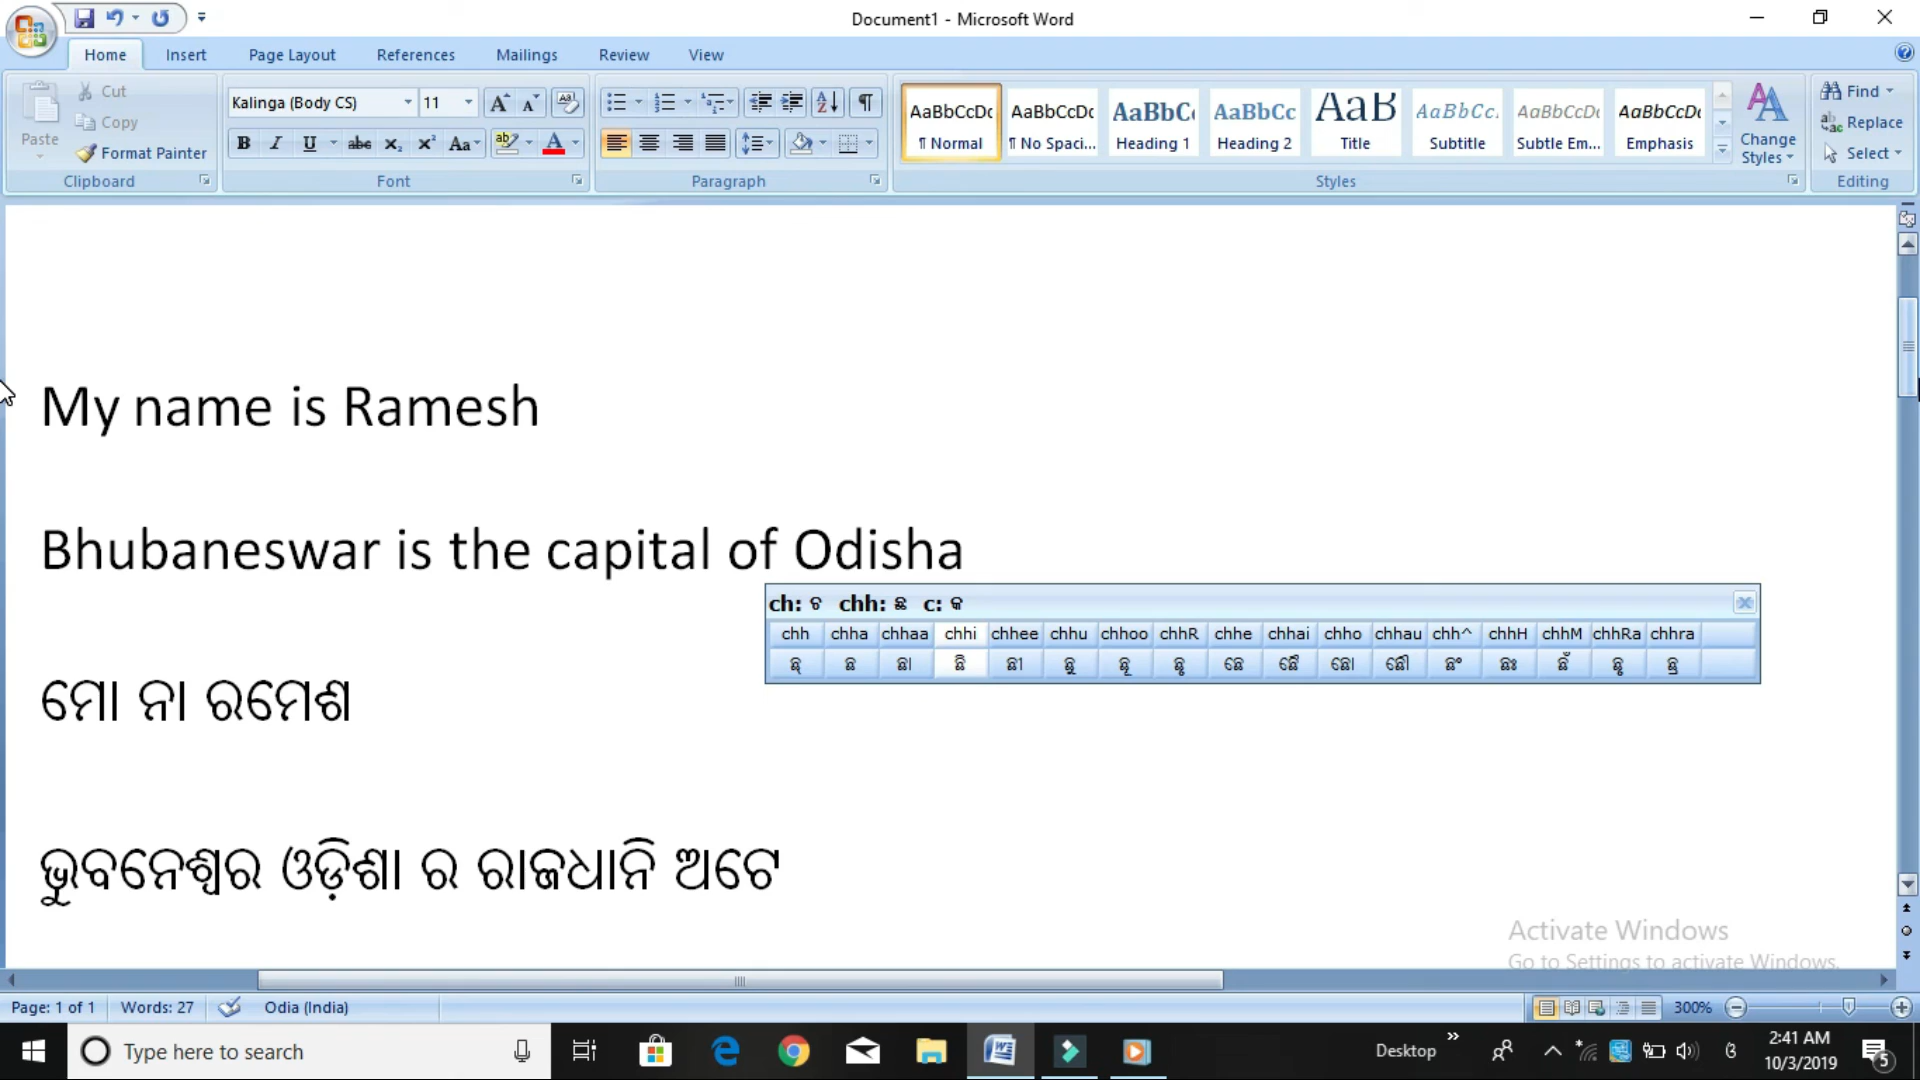 Document1 - Microsoft Word
Home Insert Page Layout References Mailings Review View
Paste
Cut
Copy
Format Painter
Clipboard
Kalinga (Body CS) 11
Font
Paragraph
AaBbCcDc AaBbCcDc AaBbC AaBbCc AaB AaBbCc. AaBbCcDc AaBbCcDc
¶ Normal ¶ No Spaci... Heading 1 Heading 2 Title Subtitle Subtle Em... Emphasis
Styles
Change Styles
Find
Replace
Select
Editing
My name is Ramesh
Bhubaneswar is the capital of Odisha
ch: ଚ chh: ଛ c: କ
chh chha chhaa chhi chhee chhu chhoo chhR chhe chhai chho chhau chh^ chhH chhM chhRa chhra
ଛ୍ ଛ ଛା ଛି ଛୀ ଛୁ ଛୂ ଛୃ ଛେ ଛୈ ଛୋ ଛୌ ଛଂ ଛଃ ଛଁ ଛୃ ଛ୍ର
ମୋ ନା ରମେଶ
ଭୁବନେଶ୍ୱର ଓଡ଼ିଶା ର ରାଜଧାନି ଅଟେ
Activate Windows
Go to Settings to activate Windows.
Page: 1 of 1 Words: 27 Odia (India) 300%
Type here to search
Desktop
2:41 AM
10/3/2019
5